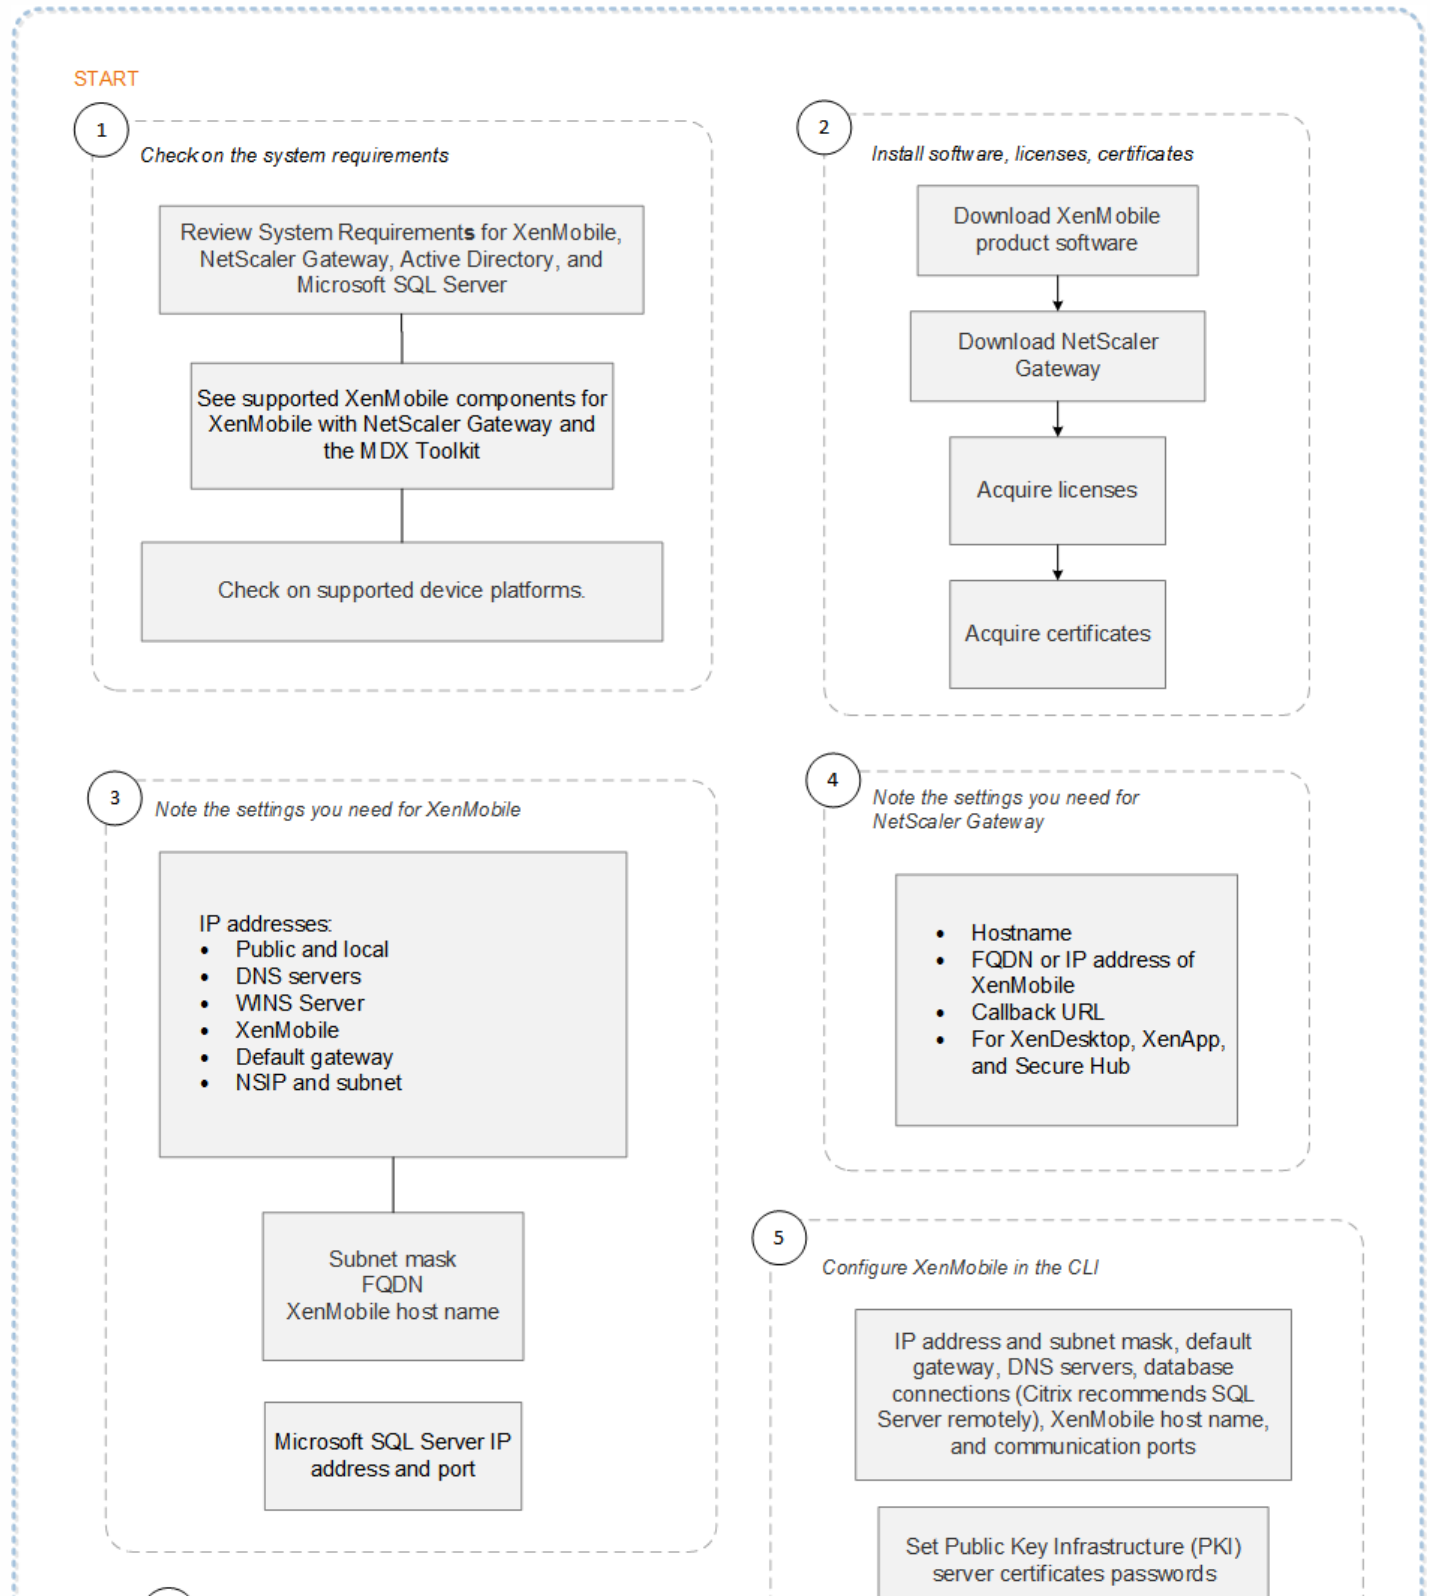 START
1
Check on the system requirements
Review System Requirements for XenMobile,
NetScaler Gateway, Active Directory, and
Microsoft SQL Server
See supported XenMobile components for
XenMobile with NetScaler Gateway and
the MDX Toolkit
Check on supported device platforms.
2
Install software, licenses, certificates
Download XenMobile
product software
Download NetScaler
Gateway
Acquire licenses
Acquire certificates
3
Note the settings you need for XenMobile
IP addresses:
• Public and local
• DNS servers
• WINS Server
• XenMobile
• Default gateway
• NSIP and subnet
Subnet mask
FQDN
XenMobile host name
Microsoft SQL Server IP
address and port
4
Note the settings you need for
NetScaler Gateway
• Hostname
• FQDN or IP address of
XenMobile
• Callback URL
• For XenDesktop, XenApp,
and Secure Hub
5
Configure XenMobile in the CLI
IP address and subnet mask, default
gateway, DNS servers, database
connections (Citrix recommends SQL
Server remotely), XenMobile host name,
and communication ports
Set Public Key Infrastructure (PKI)
server certificates passwords